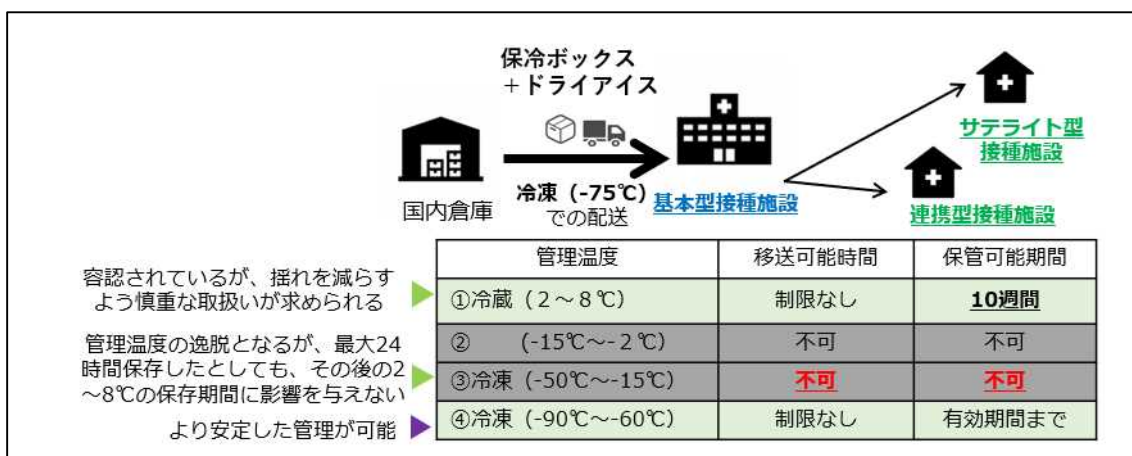 保冷ボックス
＋ドライアイス
冷凍（-75℃）
での配送
国内倉庫
基本型接種施設
サテライト型
接種施設
連携型接種施設
管理温度 移送可能時間 保管可能期間
容認されているが、揺れを減らす
よう慎重な取扱いが求められる
①冷蔵（２～８℃） 制限なし 10週間
② (-15℃～-２℃) 不可 不可
管理温度の逸脱となるが、最大24
時間保存したとしても、その後の2
～8℃の保存期間に影響を与えない
③冷凍（-50℃～-15℃） 不可 不可
より安定した管理が可能
④冷凍（-90℃～-60℃） 制限なし 有効期間まで